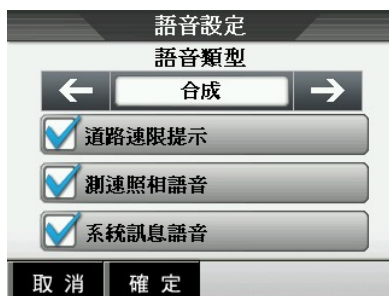 語音設定
語音類型
合成
道路速限提示
測速照相語音
系統訊息語音
取消 確定